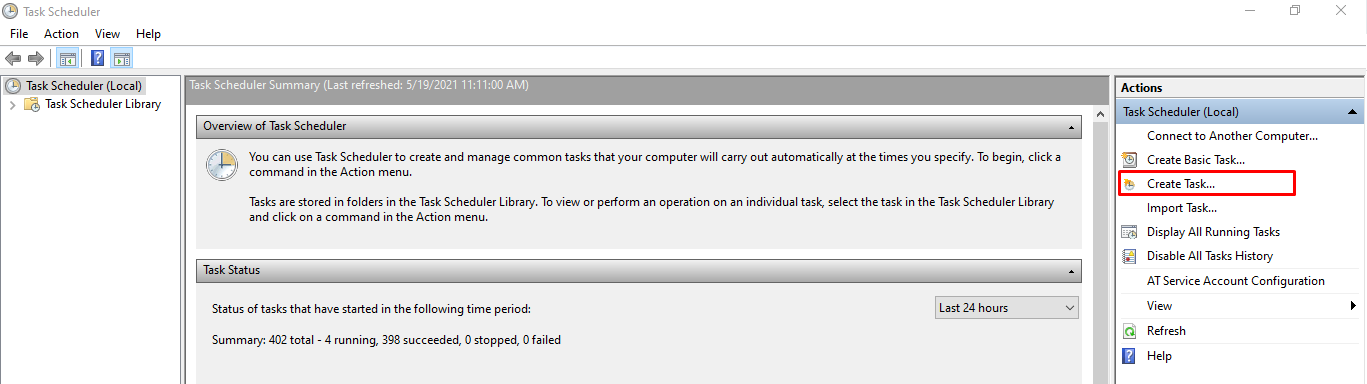 Task Scheduler
File Action View Help
Task Scheduler (Local)
Task Scheduler Library
Task Scheduler Summary (Last refreshed: 5/19/2021 11:11:00 AM)
Overview of Task Scheduler
You can use Task Scheduler to create and manage common tasks that your computer will carry out automatically at the times you specify. To begin, click a
command in the Action menu.
Tasks are stored in folders in the Task Scheduler Library. To view or perform an operation on an individual task, select the task in the Task Scheduler Library
and click on a command in the Action menu.
Task Status
Status of tasks that have started in the following time period:
Last 24 hours
Summary: 402 total - 4 running, 398 succeeded, 0 stopped, 0 failed
Actions
Task Scheduler (Local)
Connect to Another Computer...
Create Basic Task...
Create Task...
Import Task...
Display All Running Tasks
Disable All Tasks History
AT Service Account Configuration
View
Refresh
Help